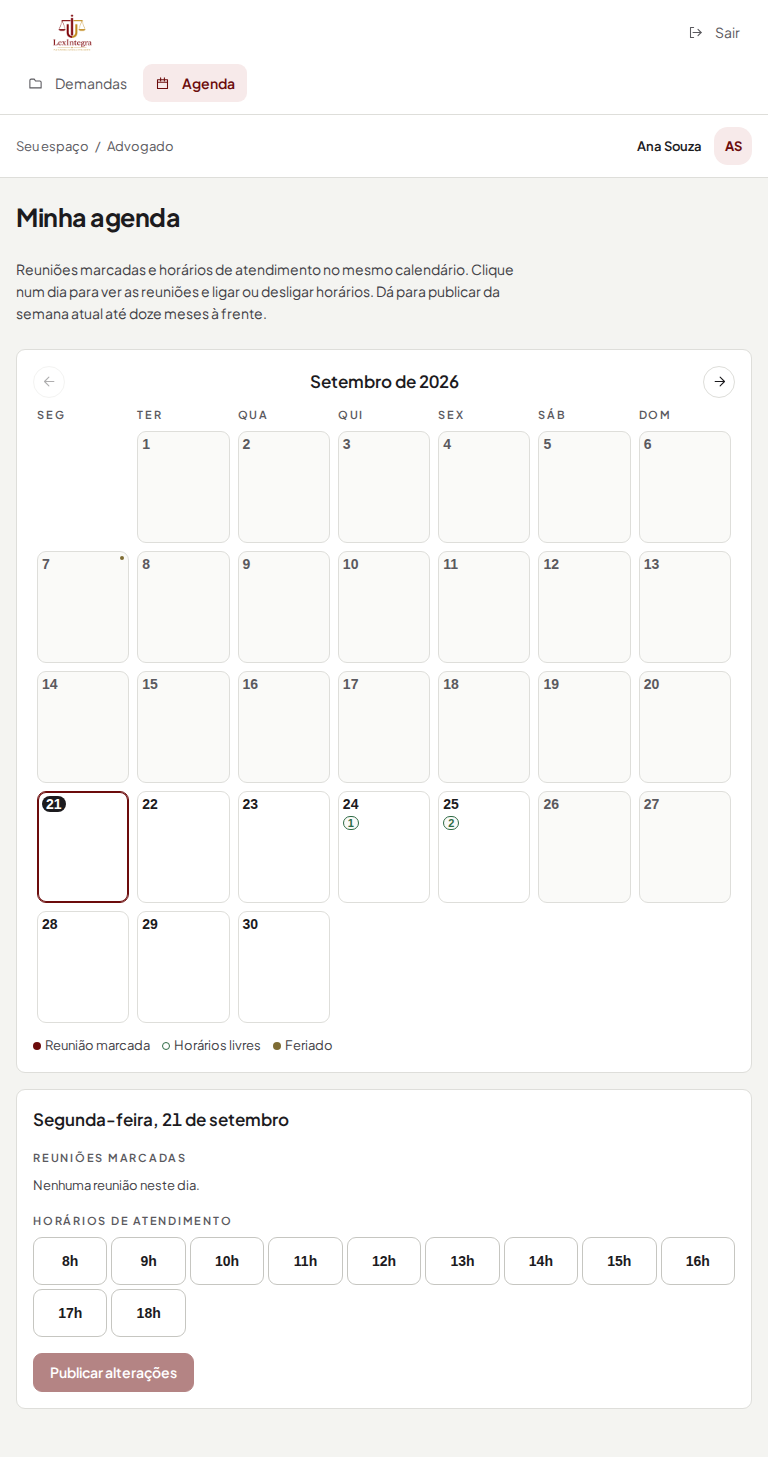 LexIntegra
Sair
Demandas
Agenda
Seu espaço / Advogado
Ana Souza
AS
Minha agenda
Reuniões marcadas e horários de atendimento no mesmo calendário. Clique
num dia para ver as reuniões e ligar ou desligar horários. Dá para publicar da
semana atual até doze meses à frente.
Setembro de 2026
SEG TER QUA QUI SEX SÁB DOM
1 2 3 4 5 6
7 8 9 10 11 12 13
14 15 16 17 18 19 20
21 22 23 24 25 26 27
1 2
28 29 30
Reunião marcada Horários livres Feriado
Segunda-feira, 21 de setembro
REUNIÕES MARCADAS
Nenhuma reunião neste dia.
HORÁRIOS DE ATENDIMENTO
8h 9h 10h 11h 12h 13h 14h 15h 16h
17h 18h
Publicar alterações